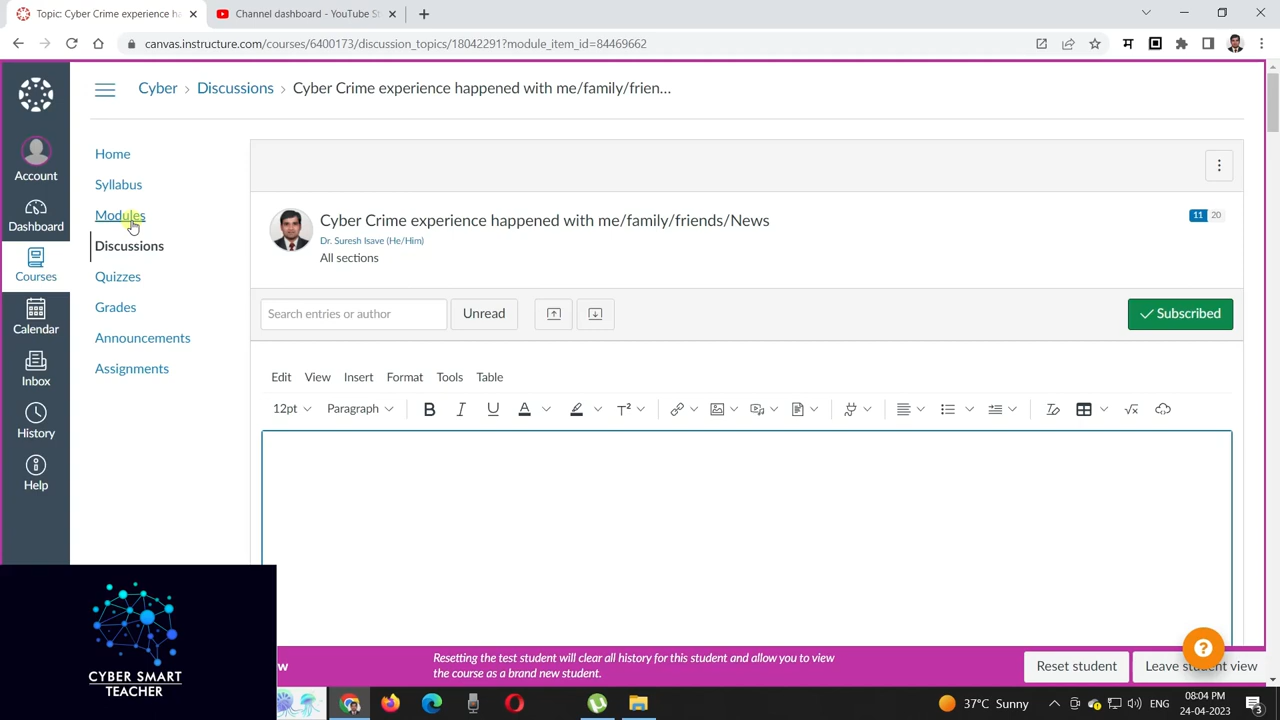 Topic: Cyber Crime experience h
Channel dashboard - YouTube S
canvas.instructure.com/courses/6400173/discussion_topics/18042291?module_item_id=84469662
Cyber › Discussions › Cyber Crime experience happened with me/family/frien...
Account
Dashboard
Courses
Calendar
Inbox
History
Help
Home
Syllabus
Modules
Discussions
Quizzes
Grades
Announcements
Assignments
Cyber Crime experience happened with me/family/friends/News
11 20
Dr. Suresh Isave (He/Him)
All sections
Search entries or author
Unread
Subscribed
Edit View Insert Format Tools Table
12pt Paragraph B I U A T²
CYBER SMART
TEACHER
w
Resetting the test student will clear all history for this student and allow you to view
the course as a brand new student.
Reset student
Leave student view
37°C Sunny
ENG
08:04 PM
24-04-2023
3